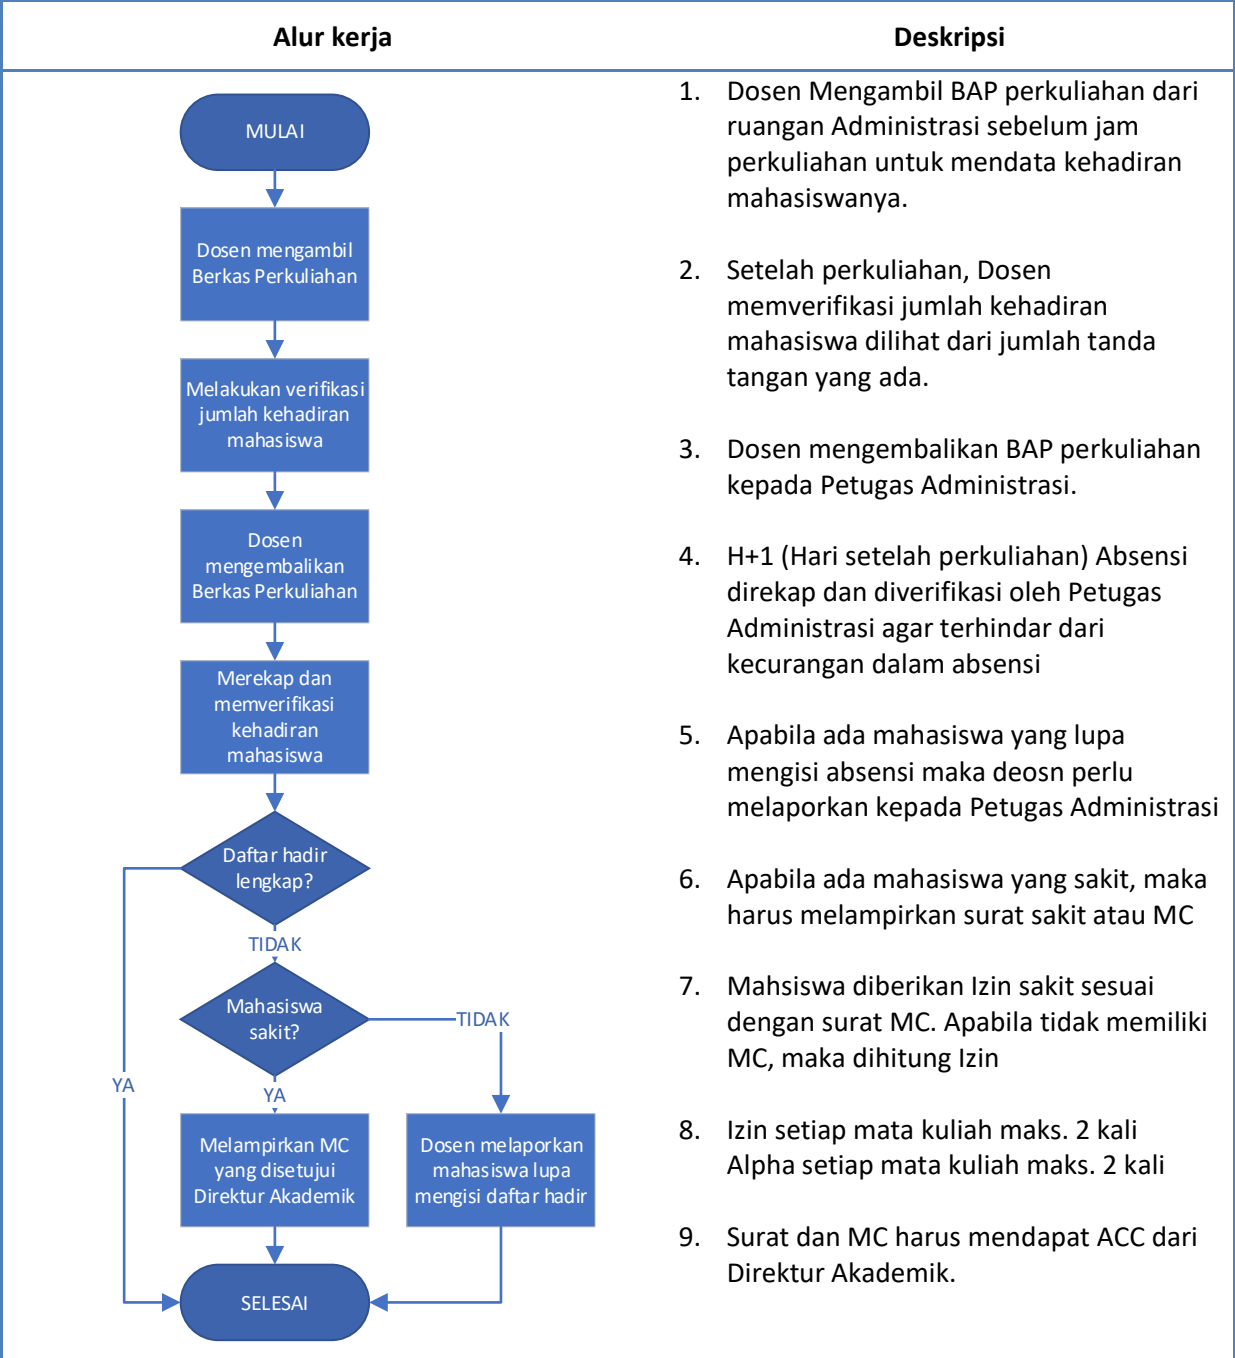 Alur kerja
Deskripsi
MULAI
Dosen mengambil
Berkas Perkuliahan
Melakukan verifikasi
jumlah kehadiran
mahasiswa
Dosen
mengembalikan
Berkas Perkuliahan
Merekap dan
memverifikasi
kehadiran
mahasiswa
Daftar hadir
lengkap?
TIDAK
Mahasiswa
sakit?
TIDAK
YA
YA
Melampirkan MC
yang disetujui
Direktur Akademik
Dosen melaporkan
mahasiswa lupa
mengisi daftar hadir
SELESAI
1. Dosen Mengambil BAP perkuliahan dari
ruangan Administrasi sebelum jam
perkuliahan untuk mendata kehadiran
mahasiswanya.
2. Setelah perkuliahan, Dosen
memverifikasi jumlah kehadiran
mahasiswa dilihat dari jumlah tanda
tangan yang ada.
3. Dosen mengembalikan BAP perkuliahan
kepada Petugas Administrasi.
4. H+1 (Hari setelah perkuliahan) Absensi
direkap dan diverifikasi oleh Petugas
Administrasi agar terhindar dari
kecurangan dalam absensi
5. Apabila ada mahasiswa yang lupa
mengisi absensi maka deosn perlu
melaporkan kepada Petugas Administrasi
6. Apabila ada mahasiswa yang sakit, maka
harus melampirkan surat sakit atau MC
7. Mahsiswa diberikan Izin sakit sesuai
dengan surat MC. Apabila tidak memiliki
MC, maka dihitung Izin
8. Izin setiap mata kuliah maks. 2 kali
Alpha setiap mata kuliah maks. 2 kali
9. Surat dan MC harus mendapat ACC dari
Direktur Akademik.